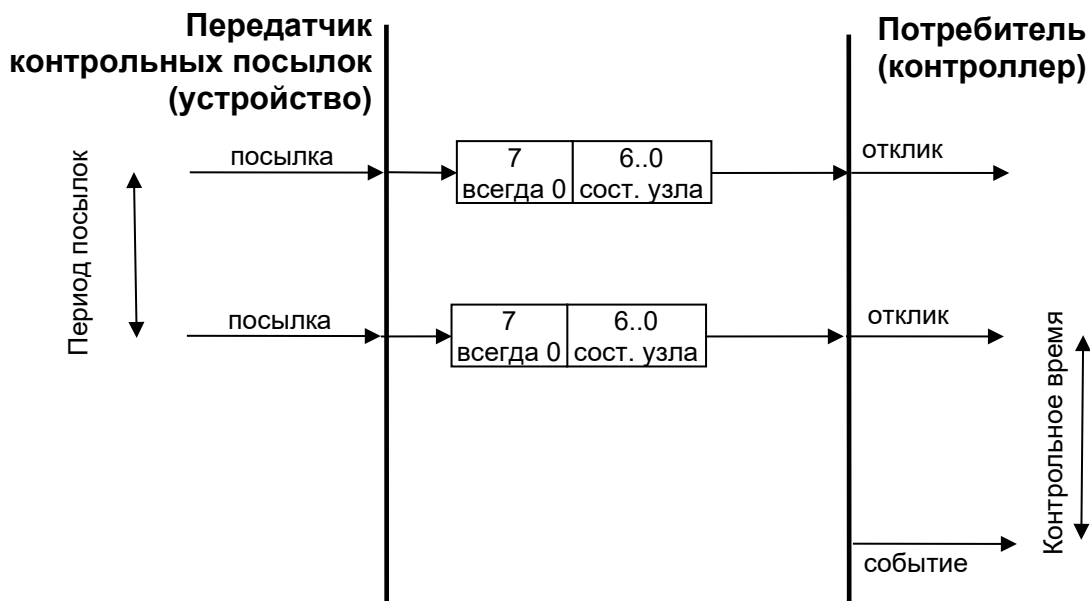 Передатчик
контрольных посылок
(устройство)
Потребитель
(контроллер)
посылка
7
всегда 0
6..0
сост. узла
отклик
Период посылок
посылка
7
всегда 0
6..0
сост. узла
отклик
Контрольное время
событие